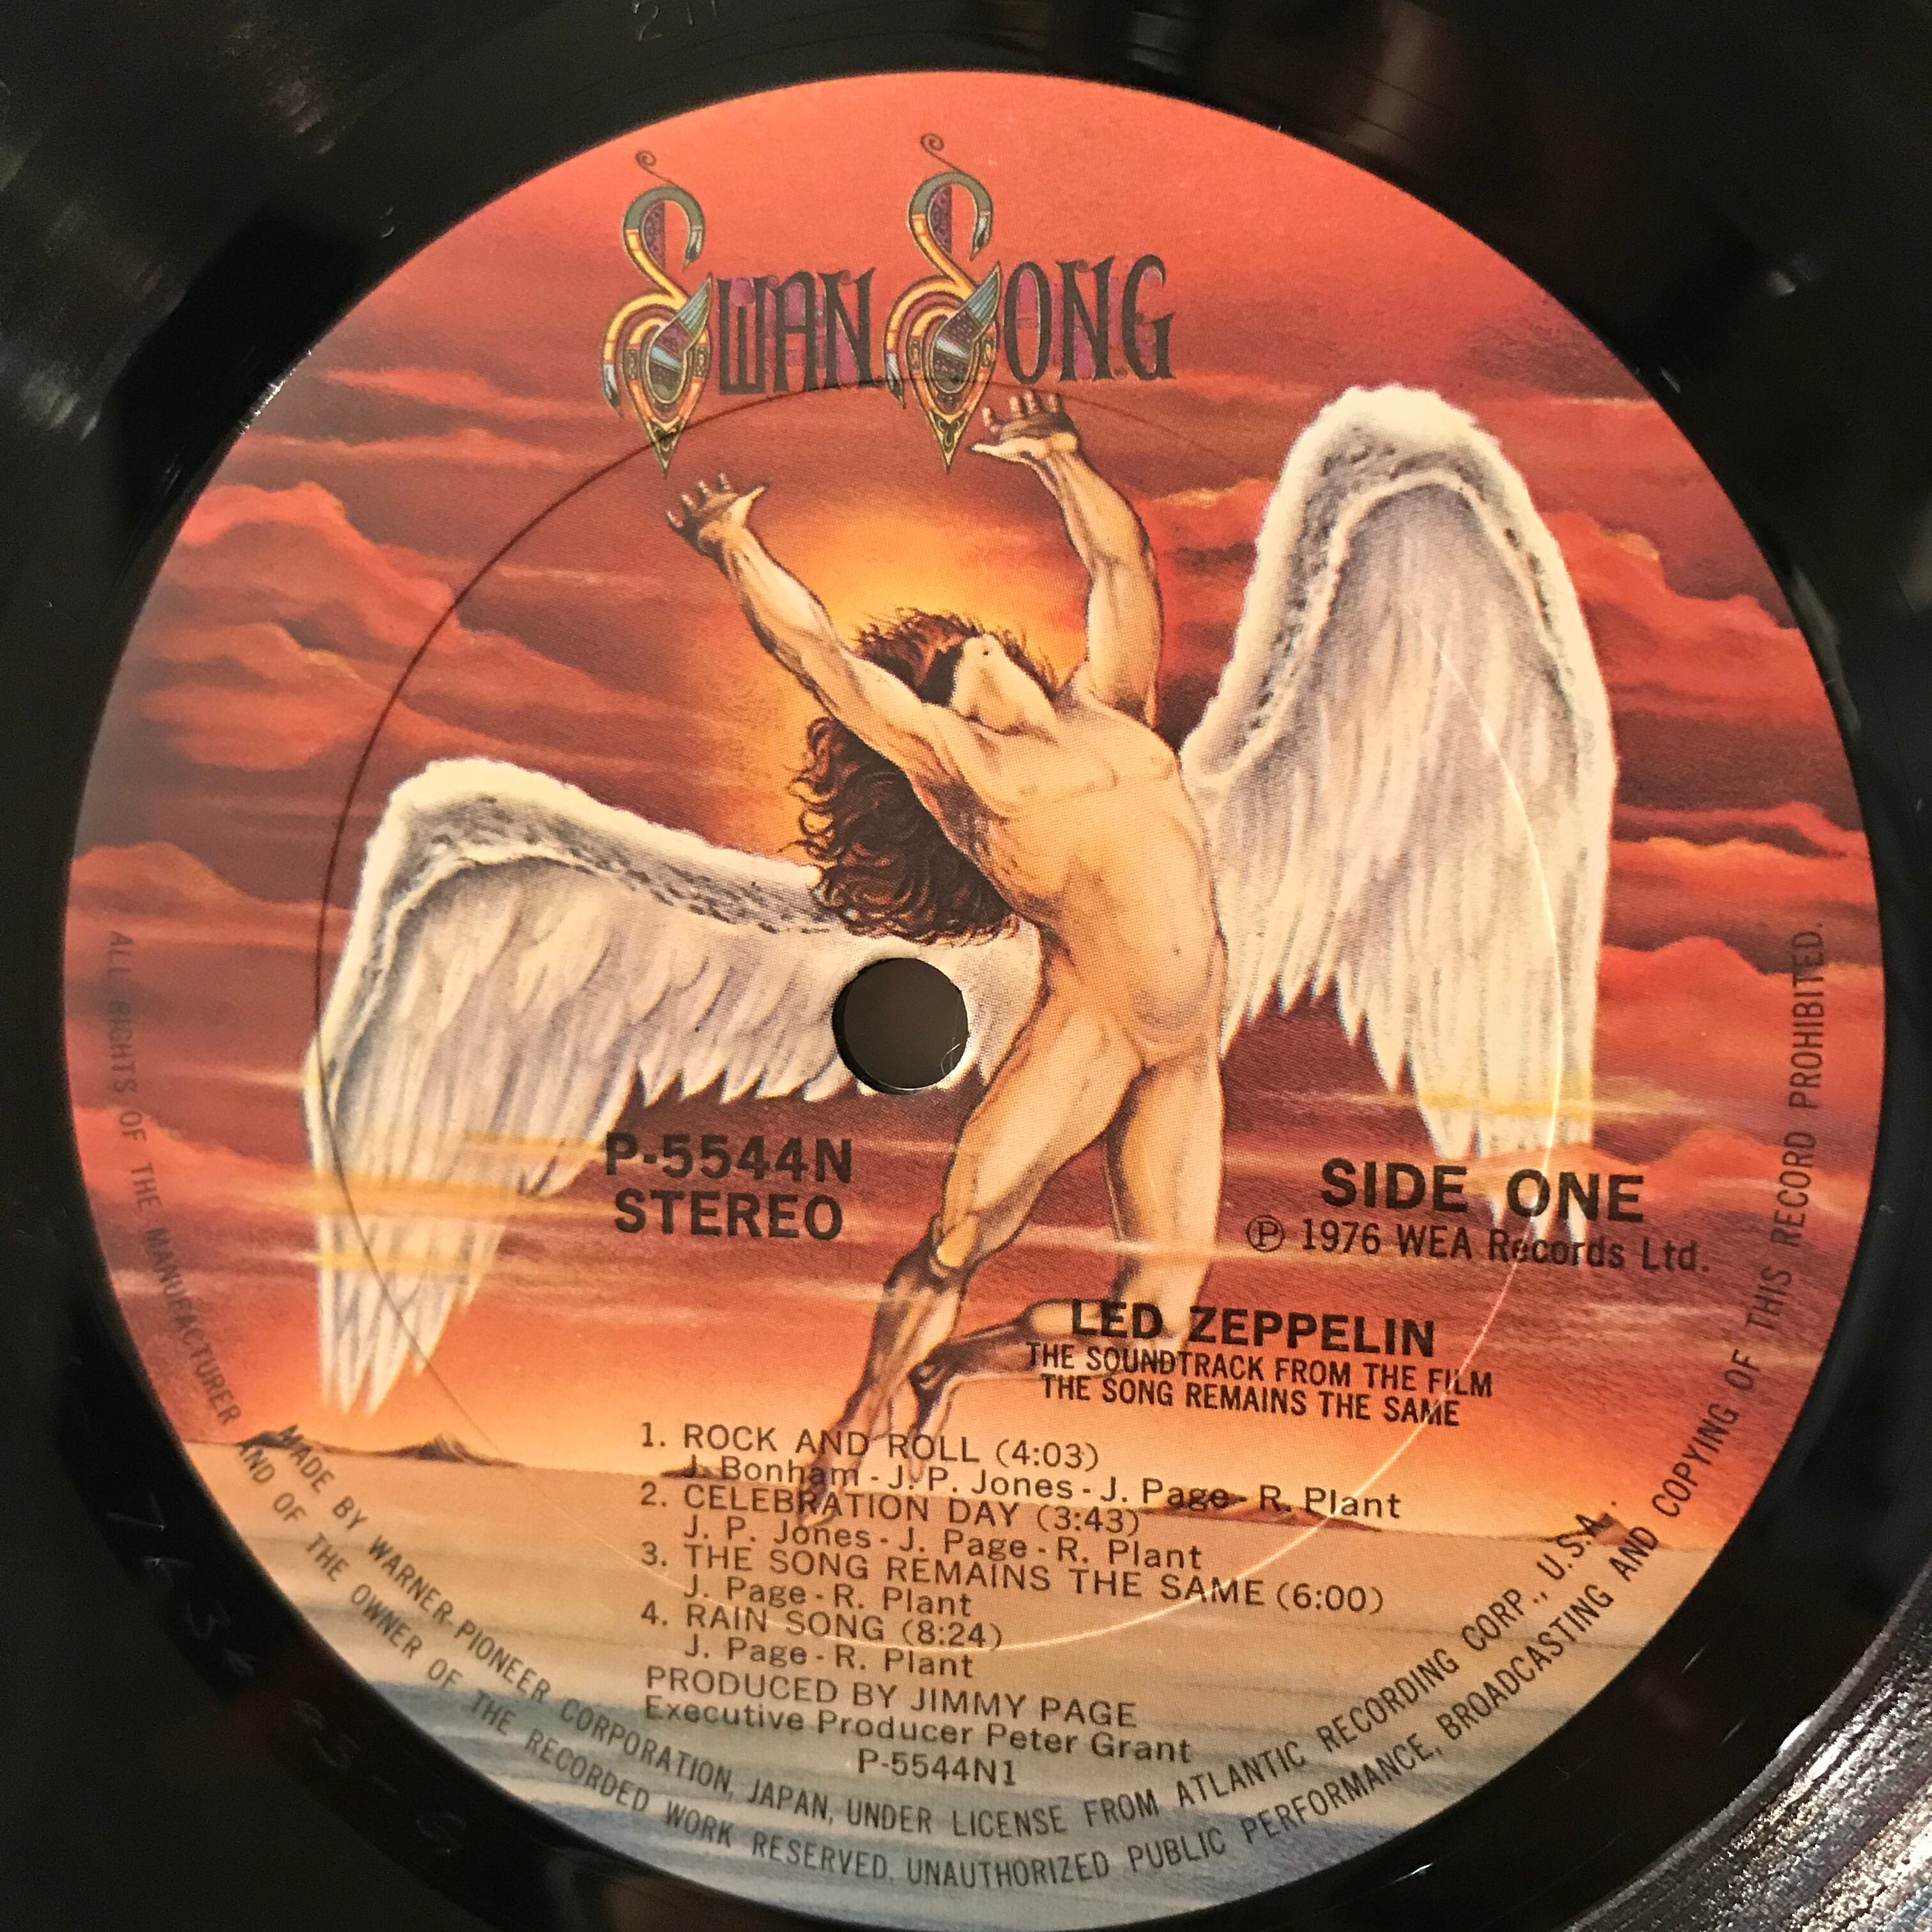 SWAN SONG
P-5544N
STEREO
SIDE ONE
Ⓟ 1976 WEA Records Ltd.
LED ZEPPELIN
THE SOUNDTRACK FROM THE FILM
THE SONG REMAINS THE SAME
1. ROCK AND ROLL (4:03)
J. Bonham - J. P. Jones - J. Page - R. Plant
2. CELEBRATION DAY (3:43)
J. P. Jones - J. Page - R. Plant
3. THE SONG REMAINS THE SAME (6:00)
J. Page - R. Plant
4. RAIN SONG (8:24)
J. Page - R. Plant
PRODUCED BY JIMMY PAGE
Executive Producer Peter Grant
P-5544N1
MADE BY WARNER-PIONEER CORPORATION, JAPAN, UNDER LICENSE FROM ATLANTIC RECORDING CORP., U.S.A.
ALL RIGHTS OF THE MANUFACTURER AND OF THE OWNER OF THE RECORDED WORK RESERVED. UNAUTHORIZED PUBLIC PERFORMANCE, BROADCASTING AND COPYING OF THIS RECORD PROHIBITED.